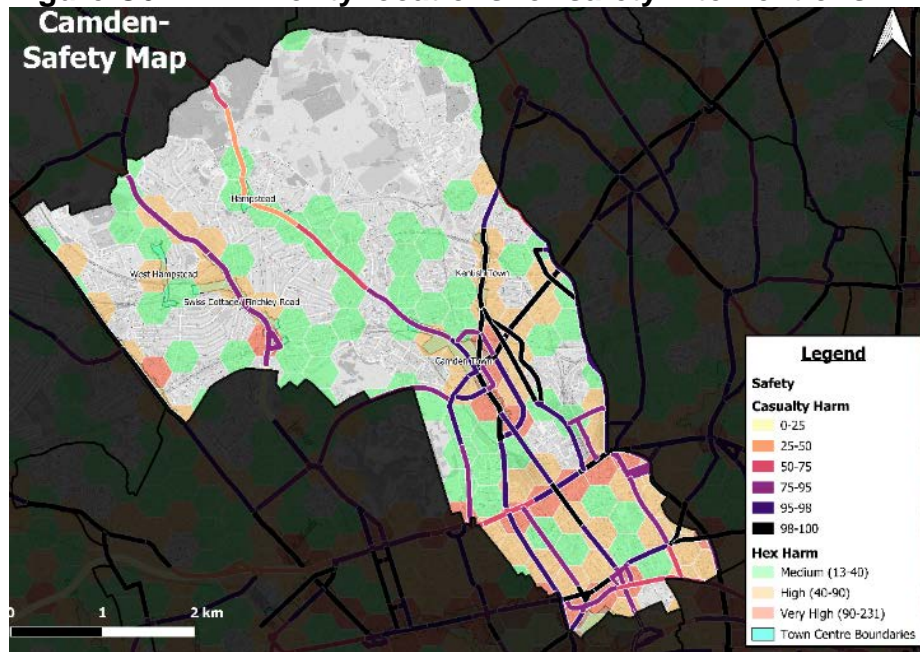 Camden-
Safety Map
Hampstead
West Hampstead
Kentish Town
Swiss Cottage/ Finchley Road
Camden Town
Legend
Safety
Casualty Harm
0-25
25-50
50-75
75-95
95-98
98-100
Hex Harm
Medium (13-40)
High (40-90)
Very High (90-231)
Town Centre Boundaries
0 1 2 km